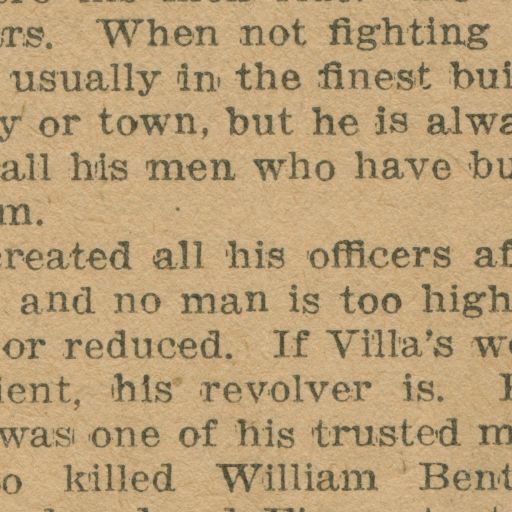 ers. When not fighting
usually in the finest bui
y or town, but he is alwa
all his men who have bu
m.
created all his officers af
and no man is too high
or reduced. If Villa's w
ient, his revolver is.
was one of his trusted m
o killed William Bent